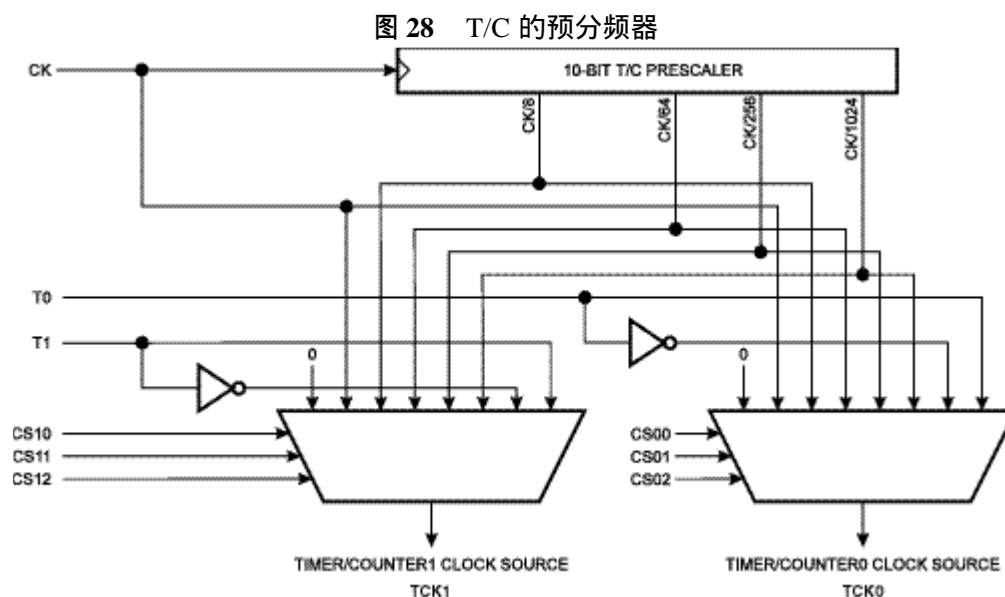 图 28 T/C 的预分频器
CK
10-BIT T/C PRESCALER
CK/8
CK/64
CK/256
CK/1024
T0
T1
0
0
CS10
CS11
CS12
CS00
CS01
CS02
TIMER/COUNTER1 CLOCK SOURCE
TCK1
TIMER/COUNTER0 CLOCK SOURCE
TCK0